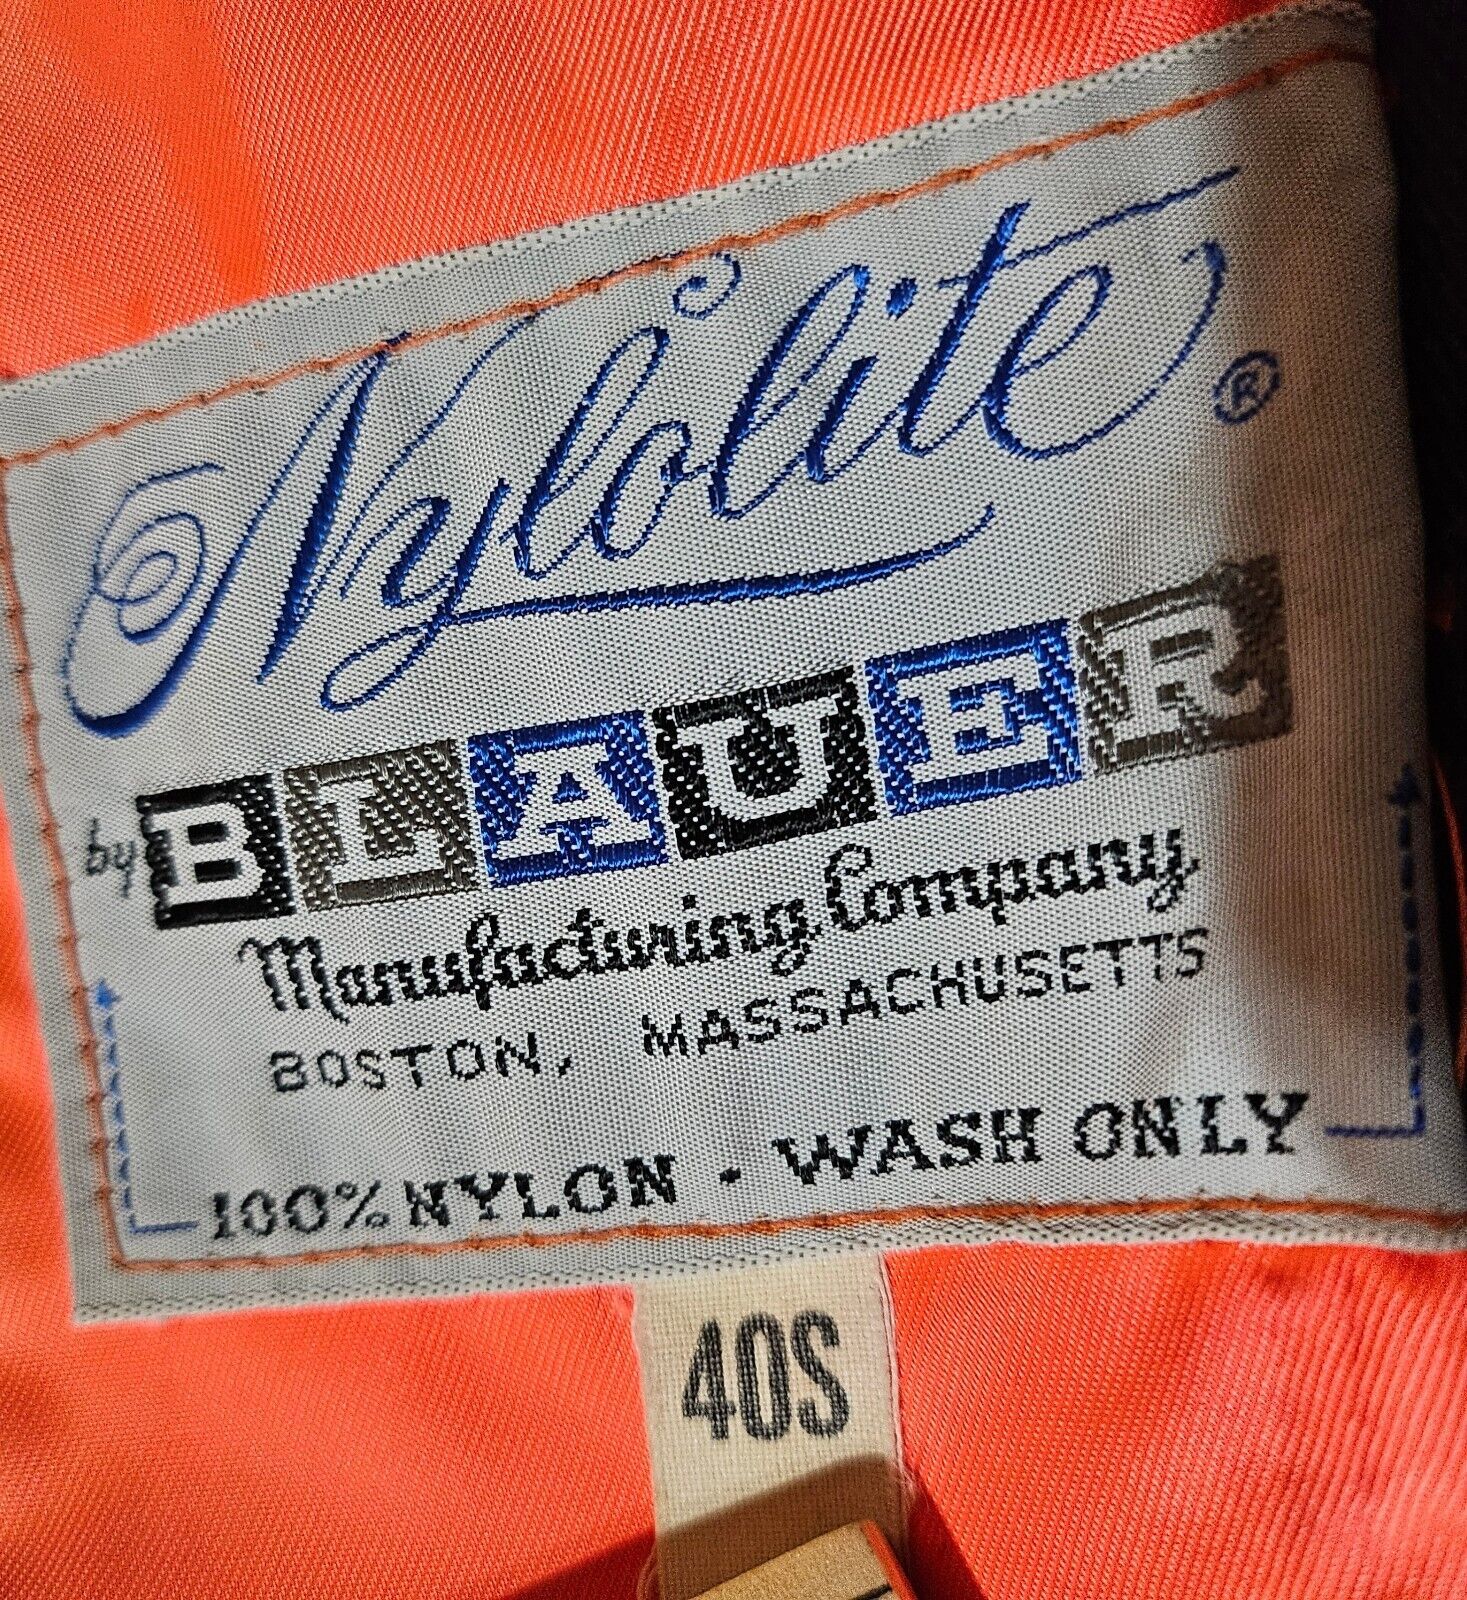 Nylolite ®
by BLAUER
Manufacturing Company
BOSTON, MASSACHUSETTS
100% NYLON · WASH ONLY
40S